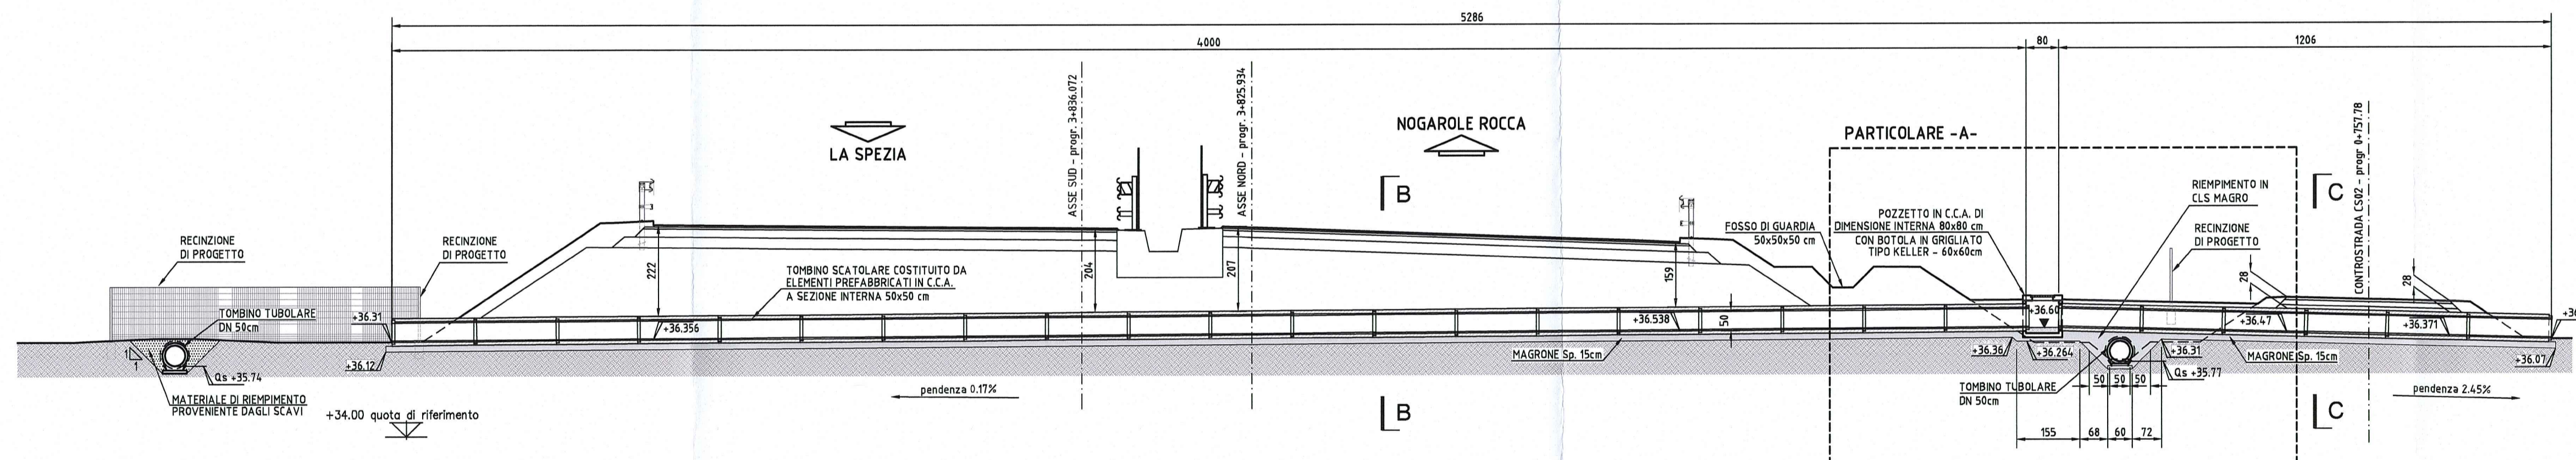 5286
4000
80
1206
LA SPEZIA
ASSE SUD - progr. 3+836.072
ASSE NORD - progr. 3+825.934
NOGAROLE ROCCA
B
PARTICOLARE -A-
C
CONTROSTRADA CS02 - progr 0+757.78
RIEMPIMENTO IN
CLS MAGRO
RECINZIONE
DI PROGETTO
RECINZIONE
DI PROGETTO
FOSSO DI GUARDIA
50x50x50 cm
POZZETTO IN C.C.A. DI
DIMENSIONE INTERNA 80x80 cm
CON BOTOLA IN GRIGLIATO
TIPO KELLER - 60x60cm
RECINZIONE
DI PROGETTO
222
204
207
159
28
28
TOMBINO SCATOLARE COSTITUITO DA
ELEMENTI PREFABBRICATI IN C.C.A.
A SEZIONE INTERNA 50x50 cm
TOMBINO TUBOLARE
DN 50cm
+36.31
+36.356
+36.538
50
+36.60
+36.47
+36.371
1
1
Qs +35.74
+36.12
MAGRONE Sp. 15cm
+36.36
+36.264
+36.31
MAGRONE Sp. 15cm
+36.07
Qs +35.77
50
50
50
MATERIALE DI RIEMPIMENTO
PROVENIENTE DAGLI SCAVI
+34.00 quota di riferimento
pendenza 0.17%
TOMBINO TUBOLARE
DN 50cm
pendenza 2.45%
B
C
155
68
60
72